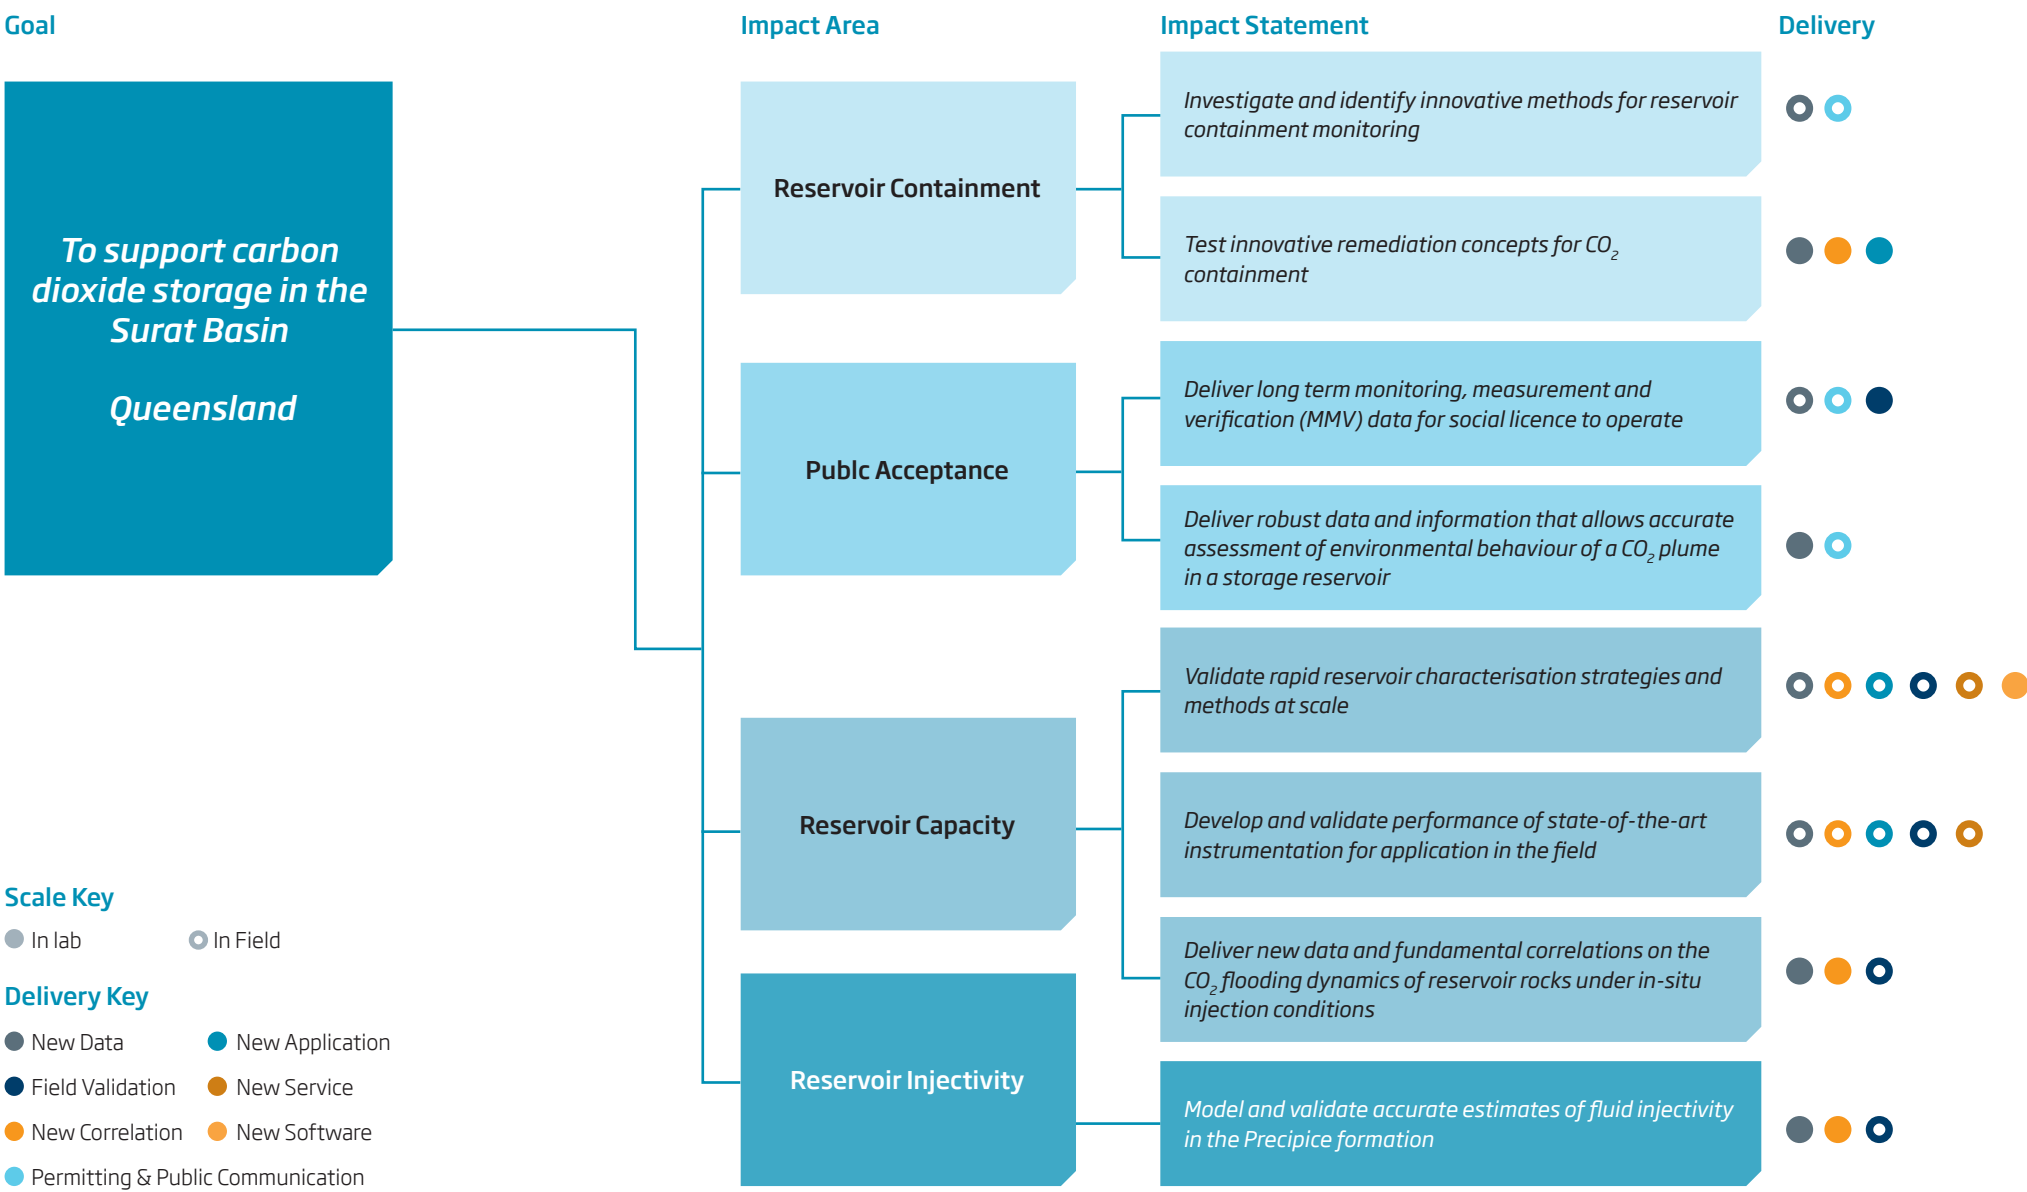 Goal
Impact Area
Impact Statement
Delivery
To support carbon
dioxide storage in the
Surat Basin
Queensland
Reservoir Containment
Investigate and identify innovative methods for reservoir
containment monitoring
Test innovative remediation concepts for CO₂
containment
Publc Acceptance
Deliver long term monitoring, measurement and
verification (MMV) data for social licence to operate
Deliver robust data and information that allows accurate
assessment of environmental behaviour of a CO₂ plume
in a storage reservoir
Reservoir Capacity
Validate rapid reservoir characterisation strategies and
methods at scale
Develop and validate performance of state-of-the-art
instrumentation for application in the field
Deliver new data and fundamental correlations on the
CO₂ flooding dynamics of reservoir rocks under in-situ
injection conditions
Reservoir Injectivity
Model and validate accurate estimates of fluid injectivity
in the Precipice formation
Scale Key
In lab
In Field
Delivery Key
New Data
New Application
Field Validation
New Service
New Correlation
New Software
Permitting & Public Communication